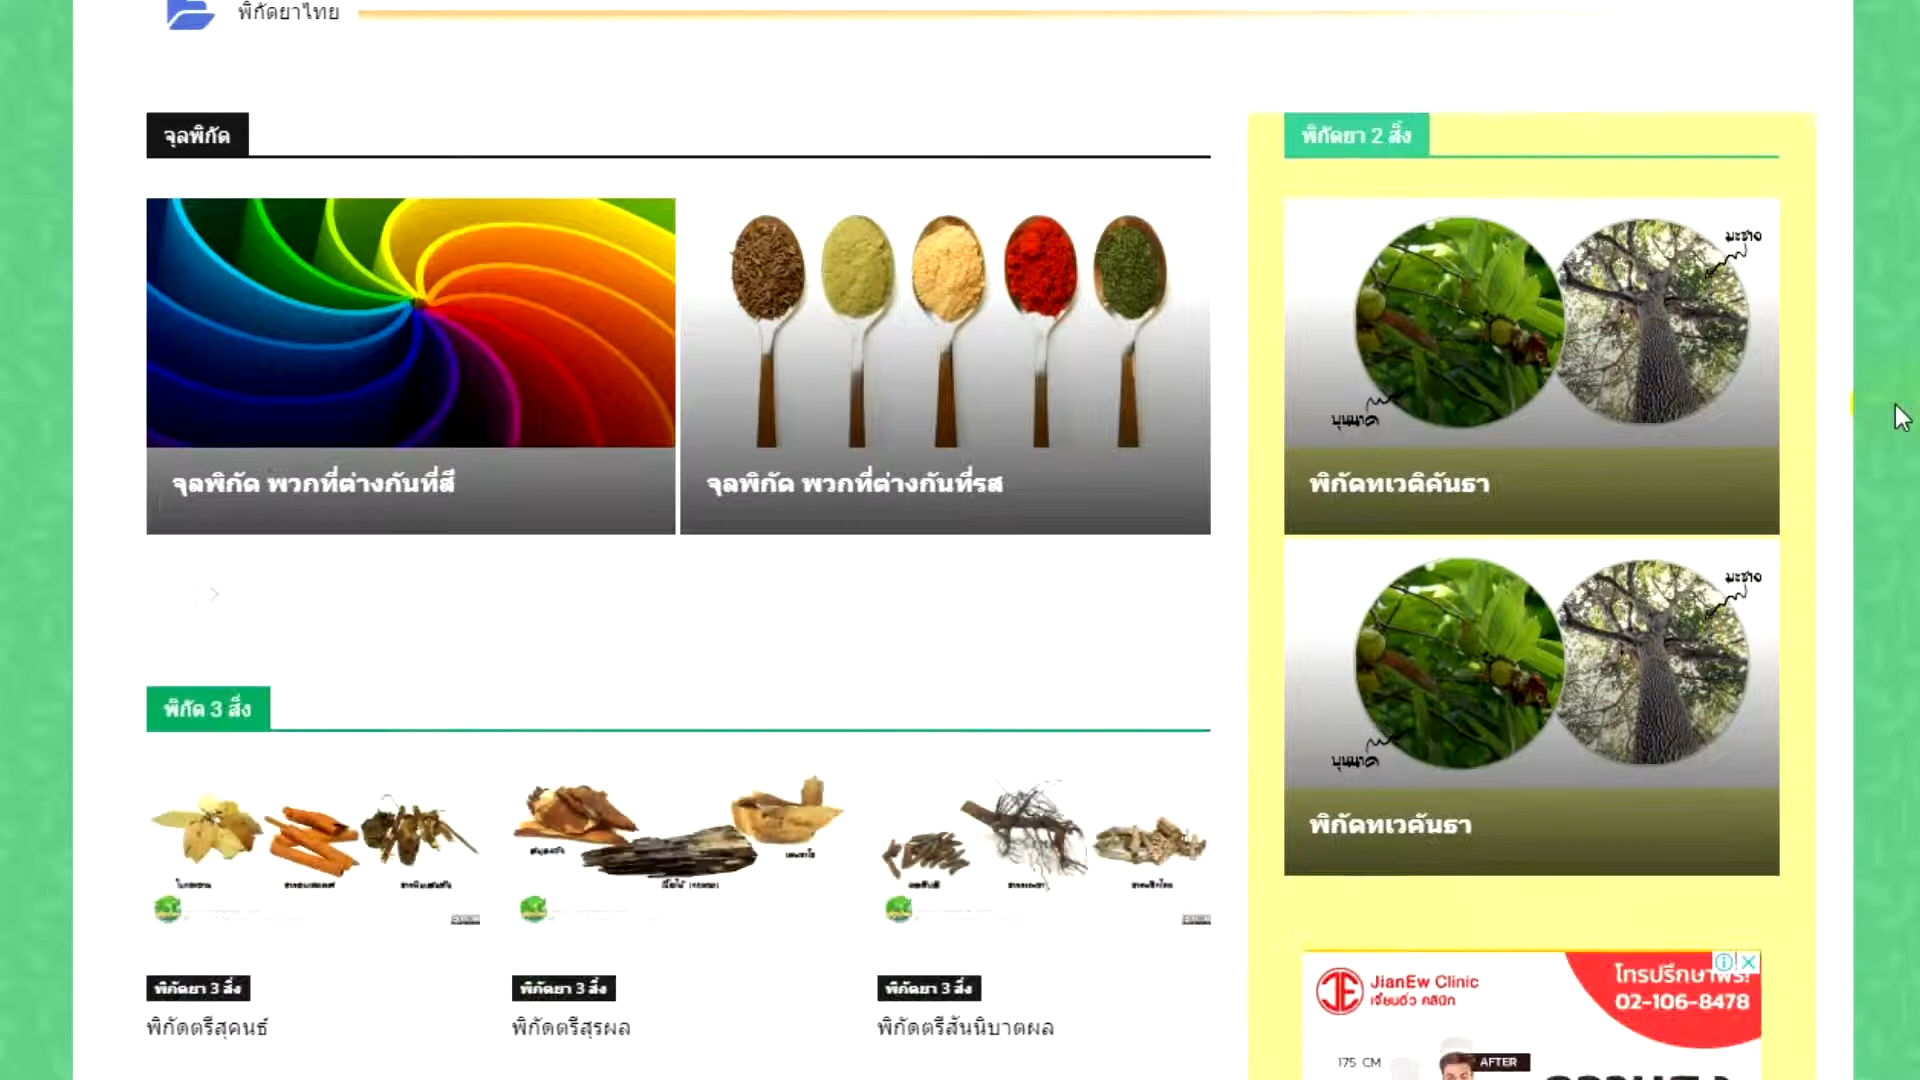 พิกัดยาไทย
จุลพิกัด
จุลพิกัด พวกที่ต่างกันที่สี
จุลพิกัด พวกที่ต่างกันที่รส
พิกัดยา 2 สิ่ง
มะซาง
บุนนาค
พิกัดทเวติคันธา
มะซาง
บุนนาค
พิกัดทเวคันธา
พิกัด 3 สิ่ง
พิกัดยา 3 สิ่ง
พิกัดตรีสุคนธ์
พิกัดยา 3 สิ่ง
พิกัดตรีสุรผล
พิกัดยา 3 สิ่ง
พิกัดตรีสันนิบาตผล
JianEw Clinic
เจี้ยนอิ๋ว คลินิก
โทรปรึกษาฟรี!
02-106-8478
175 CM
AFTER